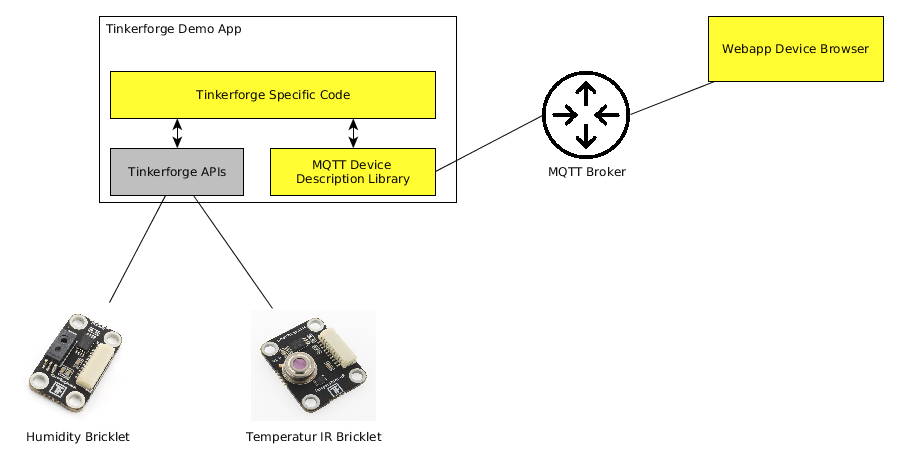 Tinkerforge Demo App
Webapp Device Browser
Tinkerforge Specific Code
Tinkerforge APIs
MQTT Device
Description Library
MQTT Broker
Humidity Bricklet
Temperatur IR Bricklet